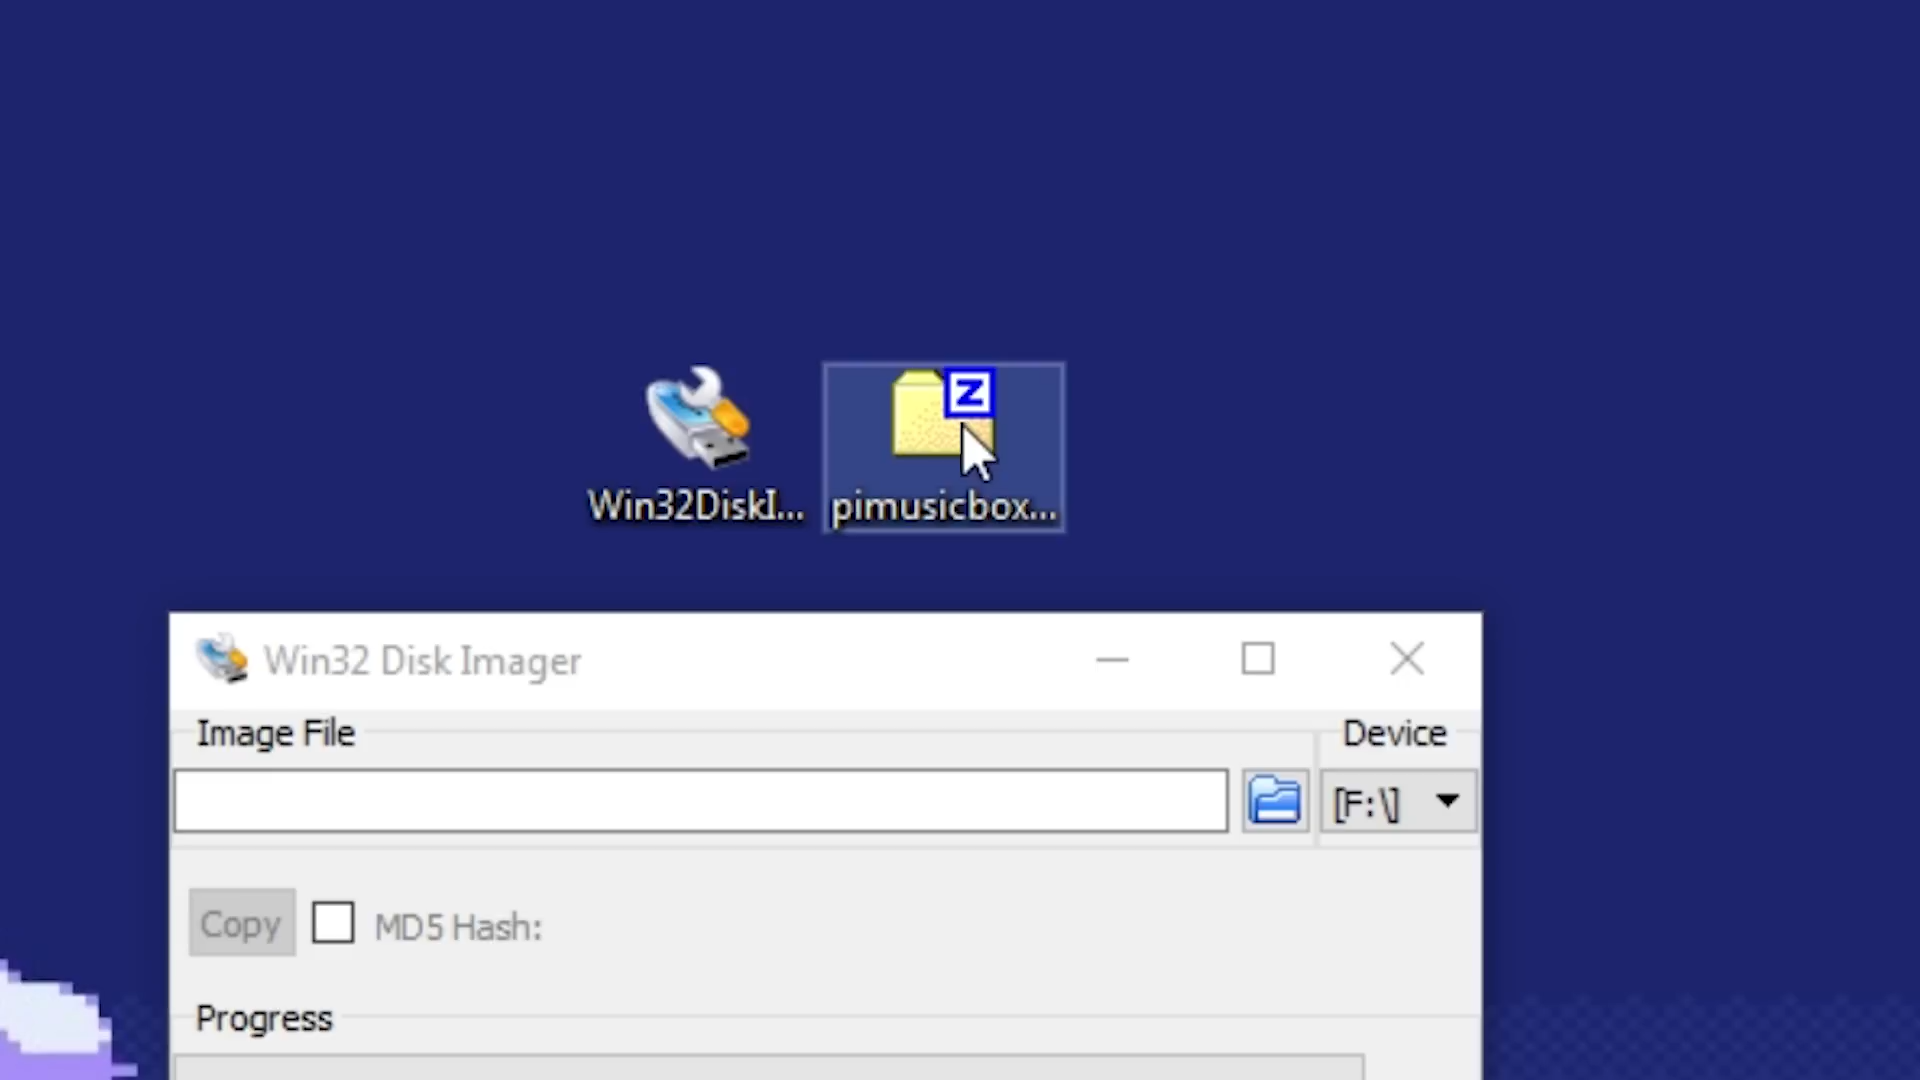 Z
Win32DiskI... pimusicbox...
Win32 Disk Imager
Image File Device
[F:\]
Copy MD5 Hash:
Progress